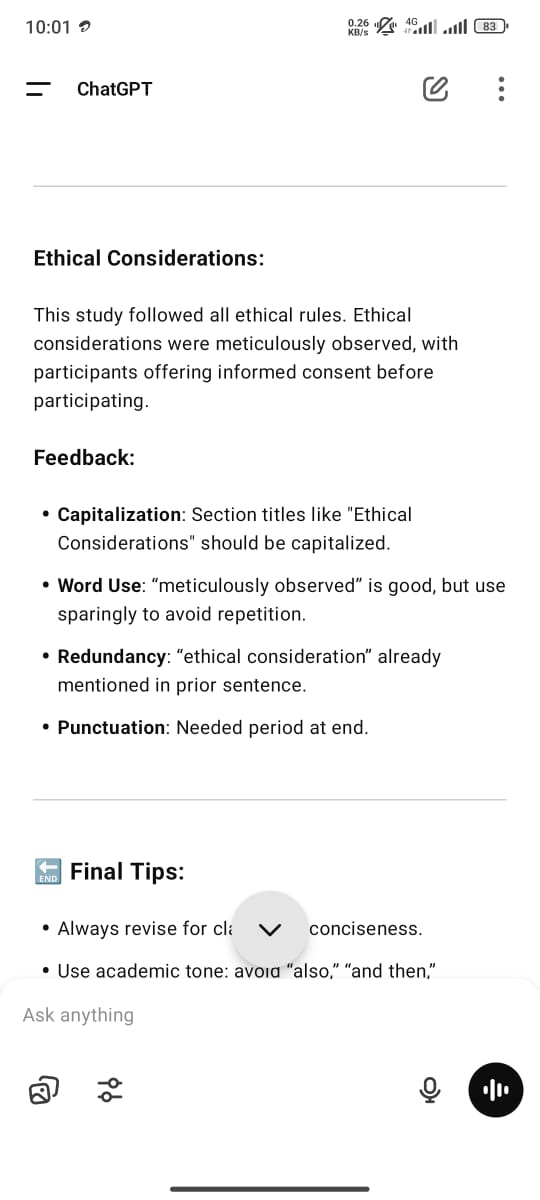 10:01
0.26
KB/s
4G
83
ChatGPT
Ethical Considerations:
This study followed all ethical rules. Ethical
considerations were meticulously observed, with
participants offering informed consent before
participating.
Feedback:
• Capitalization: Section titles like "Ethical
Considerations" should be capitalized.
• Word Use: “meticulously observed” is good, but use
sparingly to avoid repetition.
• Redundancy: “ethical consideration” already
mentioned in prior sentence.
• Punctuation: Needed period at end.
END
Final Tips:
• Always revise for conciseness.
• Use academic tone: avoid “also,” “and then,”
Ask anything